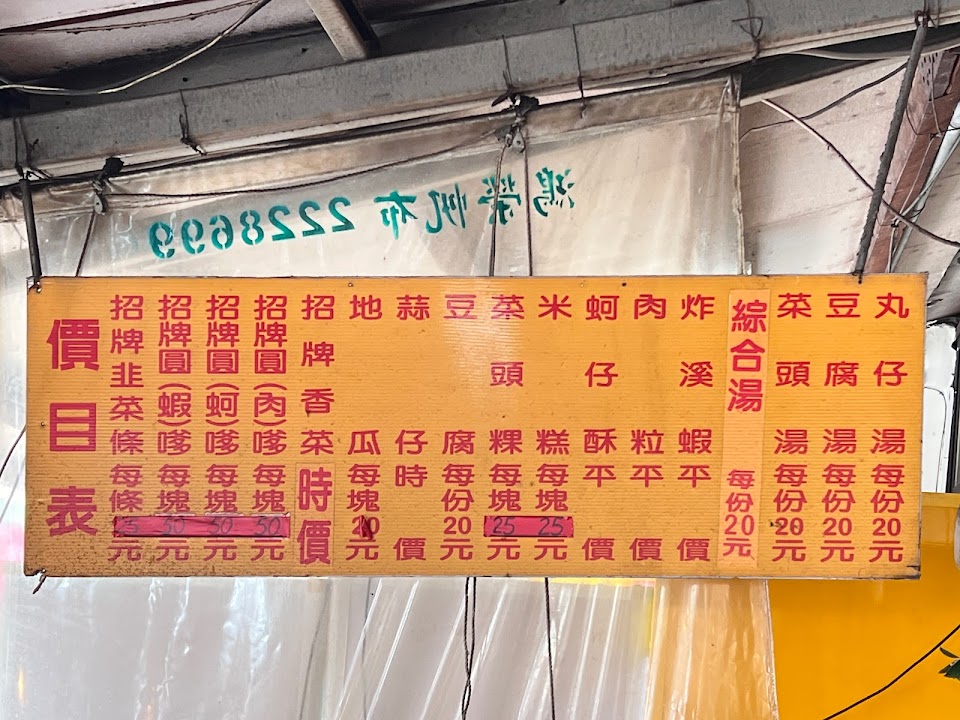 鴻榮帆布 2228699
價目表
招牌韭菜條每條元
招牌圓(蝦)嗲每塊50元
招牌圓(蚵)嗲每塊50元
招牌圓(肉)嗲每塊50元
招牌香菜時價
地瓜每塊元
蒜仔時價
豆腐每份20元
菜頭粿每塊25元
米糕每塊25元
蚵仔酥平價
肉粒平價
炸溪蝦平價
綜合湯每份20元
菜頭湯每份20元
豆腐湯每份20元
丸仔湯每份20元